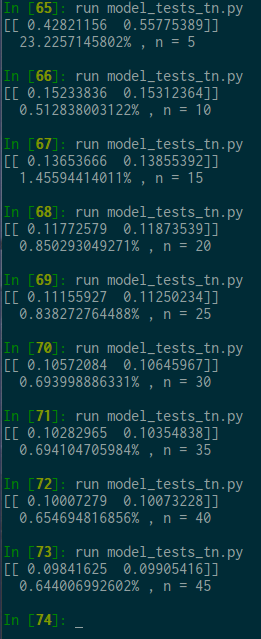 In [65]: run model_tests_tn.py
[[ 0.42821156  0.55775389]]
  23.2257145802% , n = 5
In [66]: run model_tests_tn.py
[[ 0.15233836  0.15312364]]
  0.512838003122% , n = 10
In [67]: run model_tests_tn.py
[[ 0.13653666  0.13855392]]
  1.45594414011% , n = 15
In [68]: run model_tests_tn.py
[[ 0.11772579  0.11873539]]
  0.850293049271% , n = 20
In [69]: run model_tests_tn.py
[[ 0.11155927  0.11250234]]
  0.838272764488% , n = 25
In [70]: run model_tests_tn.py
[[ 0.10572084  0.10645967]]
  0.693998886331% , n = 30
In [71]: run model_tests_tn.py
[[ 0.10282965  0.10354838]]
  0.694104705984% , n = 35
In [72]: run model_tests_tn.py
[[ 0.10007279  0.10073228]]
  0.654694816856% , n = 40
In [73]: run model_tests_tn.py
[[ 0.09841625  0.09905416]]
  0.644006992602% , n = 45
In [74]: _